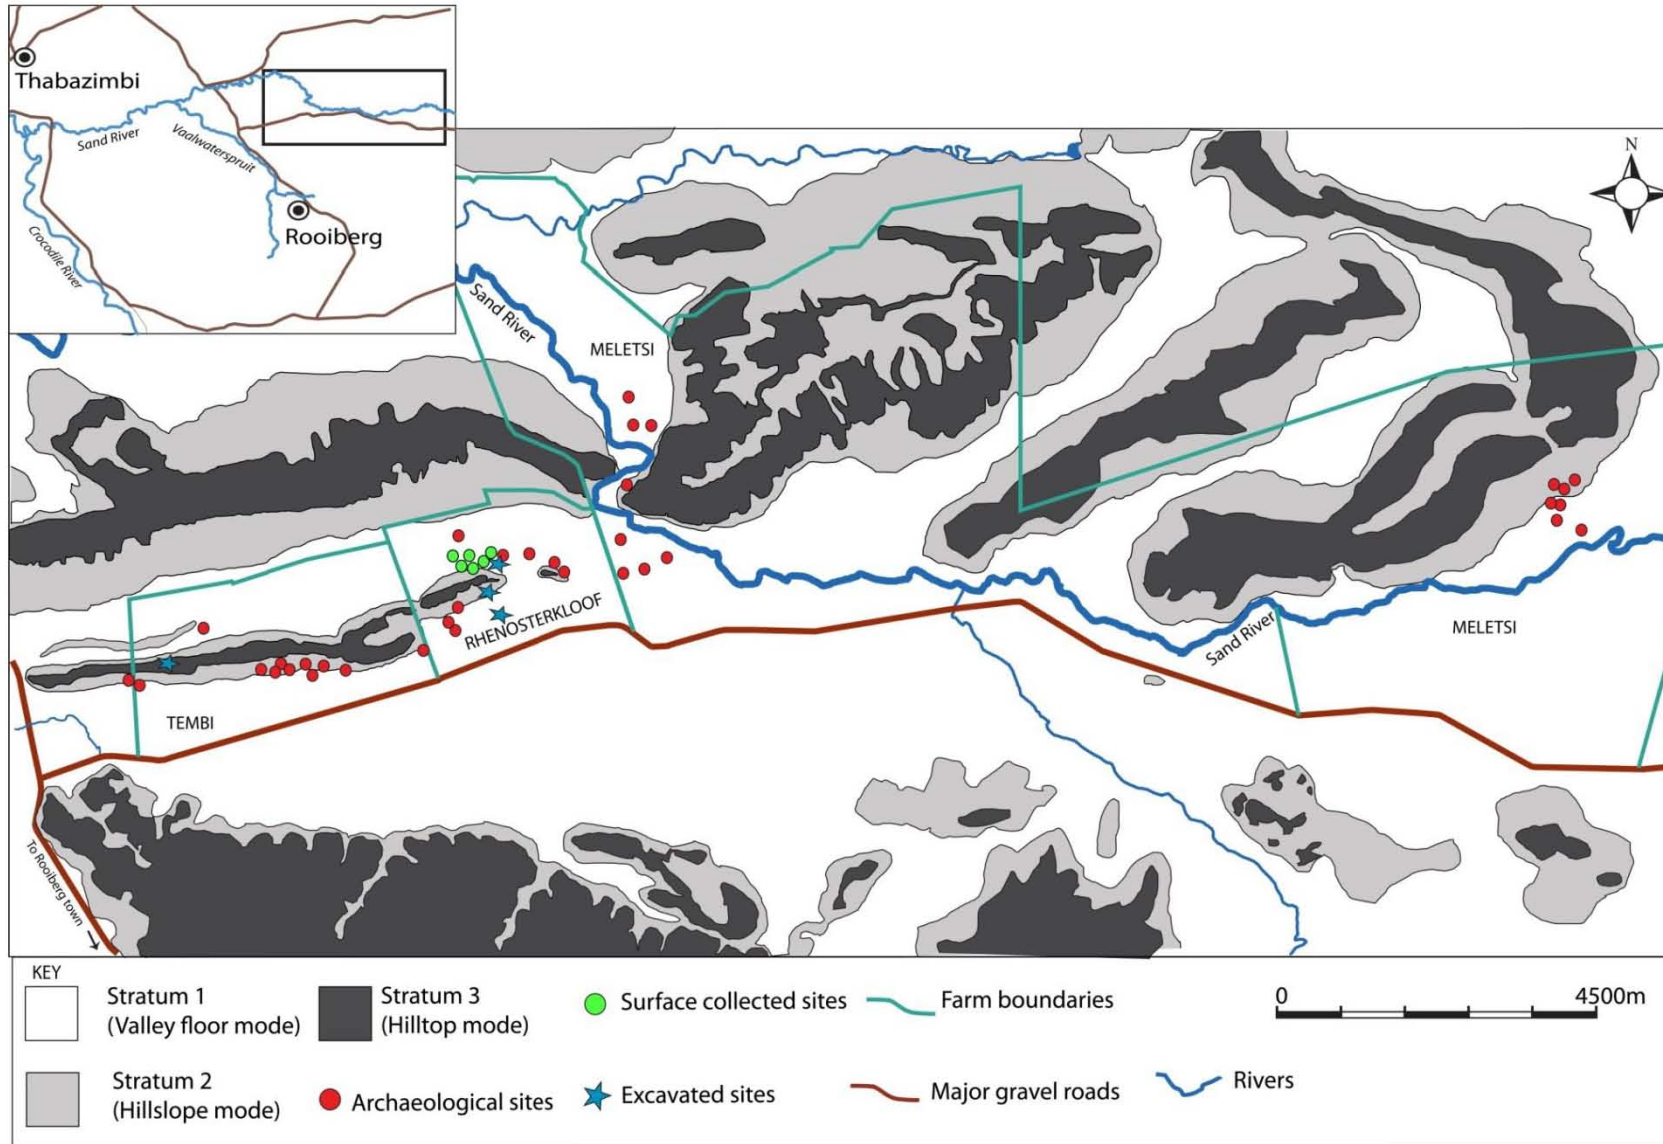 Thabazimbi
Sand River
Vaalwaterspruit
Rooiberg
Crocodile River
N
Sand River
MELETSI
RHENOSTERKLOOF
Sand River
MELETSI
TEMBI
To Rooiberg town
KEY
Stratum 1
(Valley floor mode)
Stratum 3
(Hilltop mode)
Surface collected sites
Farm boundaries
0 4500m
Stratum 2
(Hillslope mode)
Archaeological sites
Excavated sites
Major gravel roads
Rivers